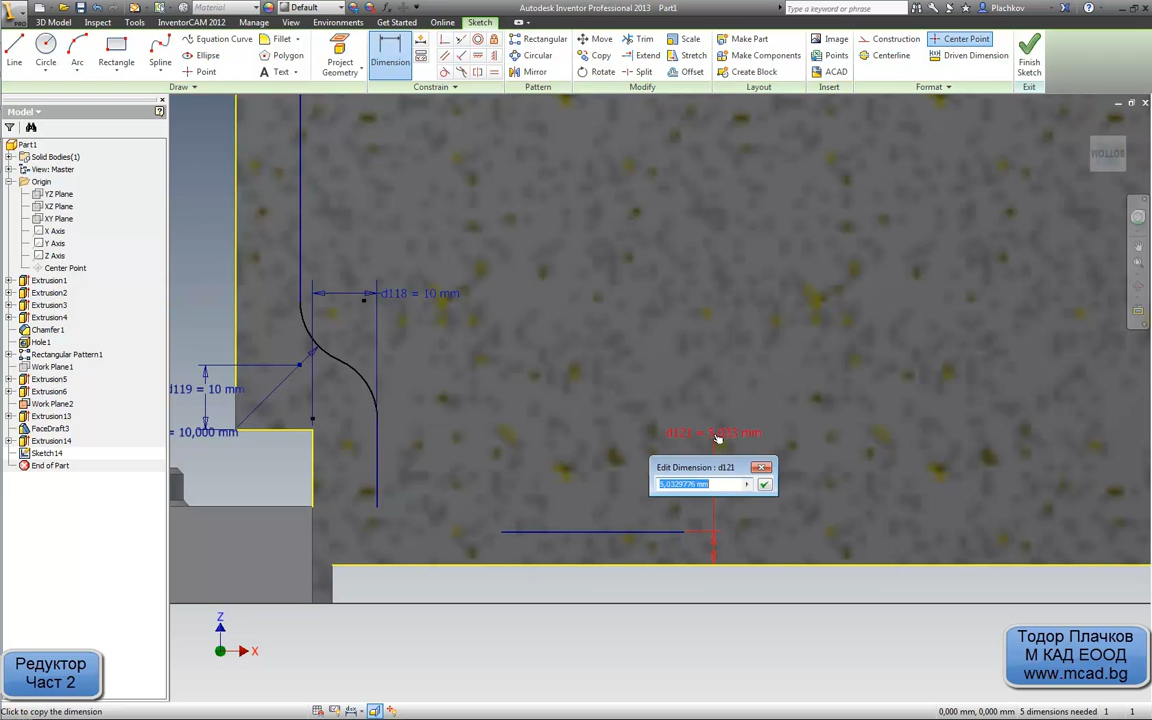 Material
Default
Autodesk Inventor Professional 2013 Part1
Type a keyword or phrase
Plachkov
3D Model Inspect Tools InventorCAM 2012 Manage View Environments Get Started Online Sketch
Line Circle Arc Rectangle Spline
Equation Curve Fillet
Ellipse Polygon
Point Text
Project Geometry
Dimension
Rectangular
Circular
Mirror
Move Trim Scale
Copy Extend Stretch
Rotate Split Offset
Make Part
Make Components
Create Block
Image
Points
ACAD
Construction Center Point
Centerline Driven Dimension
Finish Sketch
Draw Constrain Pattern Modify Layout Insert Format Exit
Model
Part1
Solid Bodies(1)
View: Master
Origin
YZ Plane
XZ Plane
XY Plane
X Axis
Y Axis
Z Axis
Center Point
Extrusion1
Extrusion2
Extrusion3
Extrusion4
Chamfer1
Hole1
Rectangular Pattern1
Work Plane1
Extrusion5
Extrusion6
Work Plane2
Extrusion13
FaceDraft3
Extrusion14
Sketch14
End of Part
BOTTOM
d118 = 10 mm
d119 = 10 mm
= 10,000 mm
Edit Dimension : d121
5,0329776 mm
Z
X
Редуктор
Част 2
Тодор Плачков
М КАД ЕООД
www.mcad.bg
Click to copy the dimension
0,000 mm, 0,000 mm 5 dimensions needed 1 1